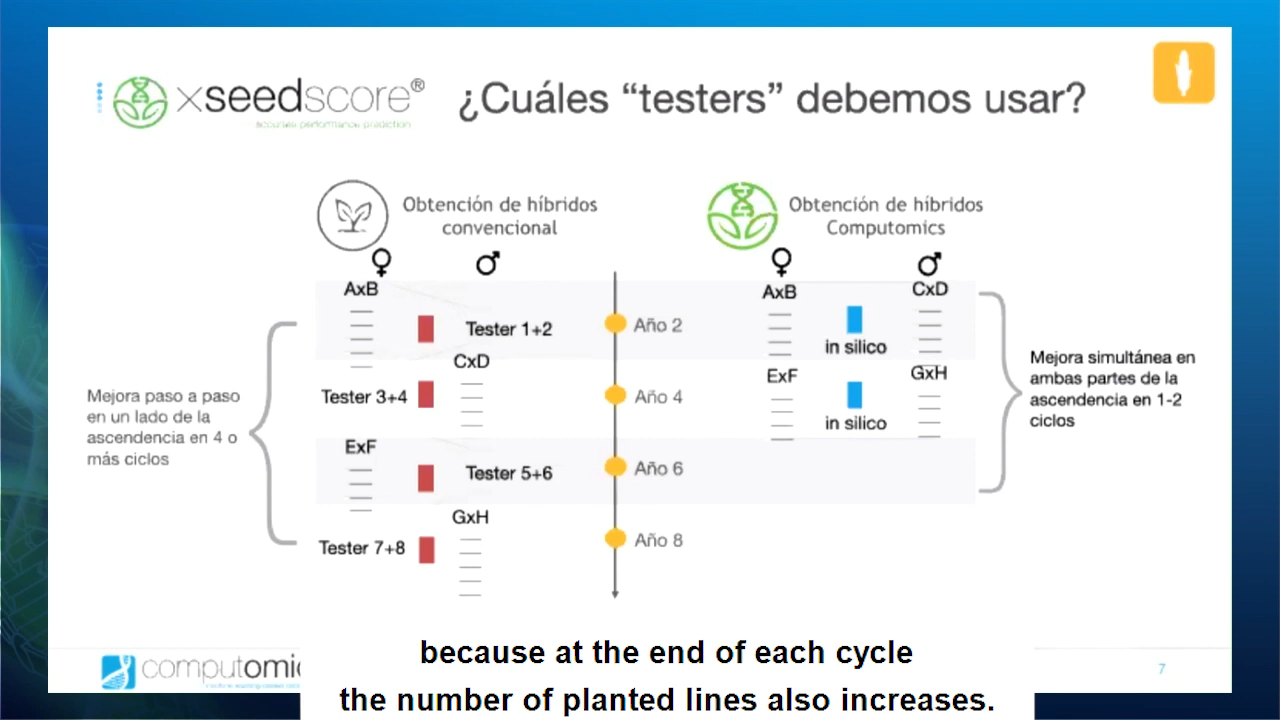 xseedscore®
accurate performance prediction
¿Cuáles “testers” debemos usar?
Obtención de híbridos
convencional
Obtención de híbridos
Computomics
♀
♂
♀
♂
AxB
Tester 1+2
CxD
Tester 3+4
ExF
Tester 5+6
GxH
Tester 7+8
Mejora paso a paso
en un lado de la
ascendencia en 4 o
más ciclos
Año 2
Año 4
Año 6
Año 8
AxB
CxD
in silico
ExF
GxH
in silico
Mejora simultánea en
ambas partes de la
ascendencia en 1-2
ciclos
computomic
7
because at the end of each cycle
the number of planted lines also increases.